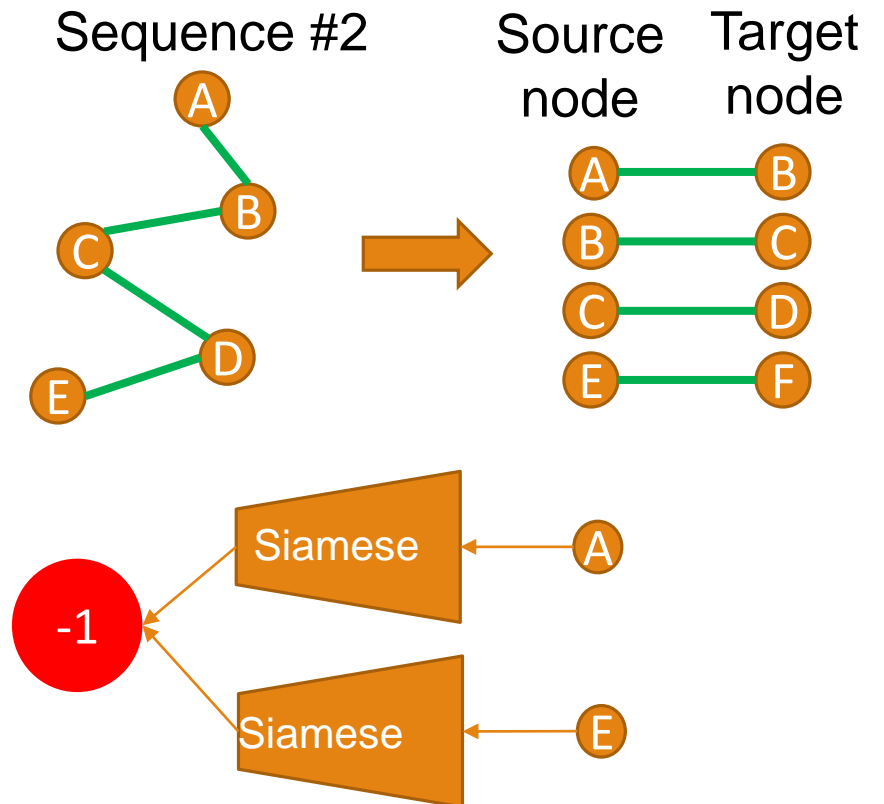 Sequence #2
Source node
Target node
A
B
C
D
E
A B
B C
C D
E F
Siamese
A
-1
Siamese
E